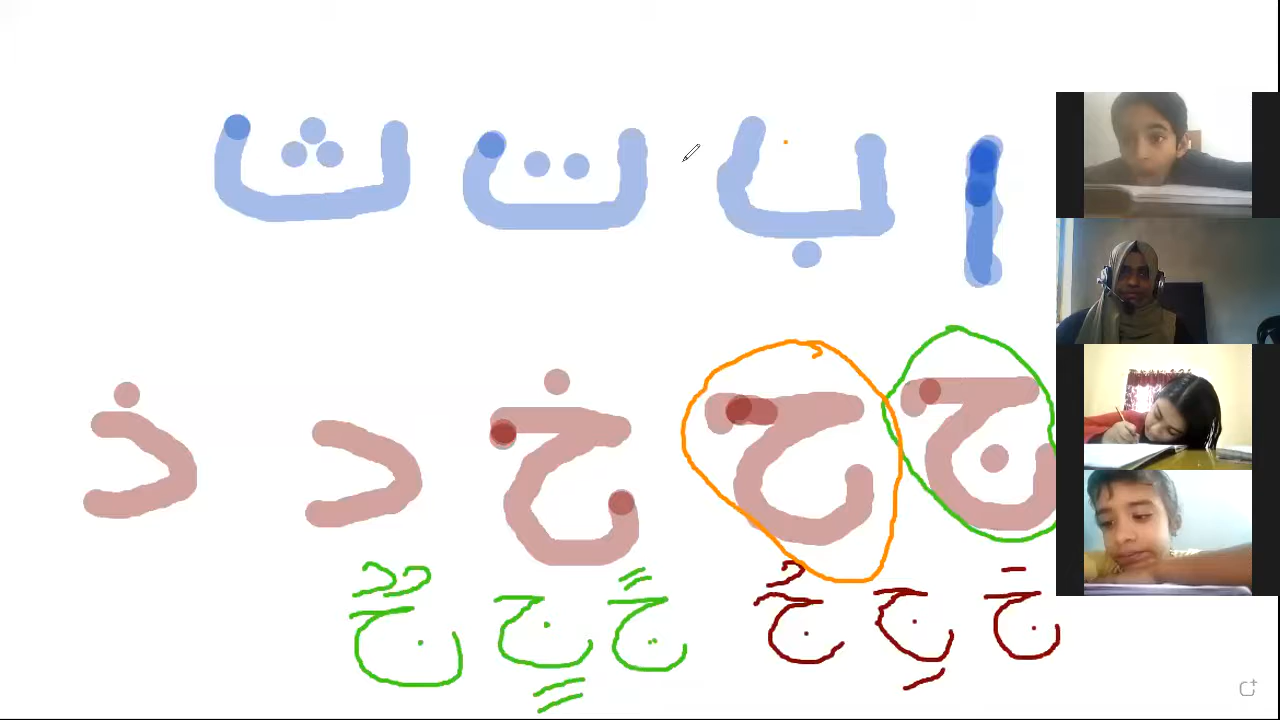 ا ب ت ث
ج ح خ د ذ
جَ جِ جُ جً جٍ جٌ